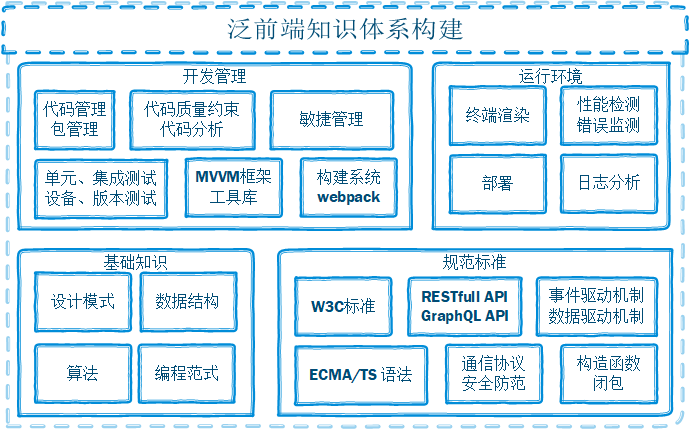 泛前端知识体系构建
开发管理
代码管理
包管理
代码质量约束
代码分析
敏捷管理
单元、集成测试
设备、版本测试
MVVM框架
工具库
构建系统
webpack
运行环境
终端渲染
性能检测
错误监测
部署
日志分析
基础知识
设计模式
数据结构
算法
编程范式
规范标准
W3C标准
RESTfull API
GraphQL API
事件驱动机制
数据驱动机制
ECMA/TS 语法
通信协议
安全防范
构造函数
闭包